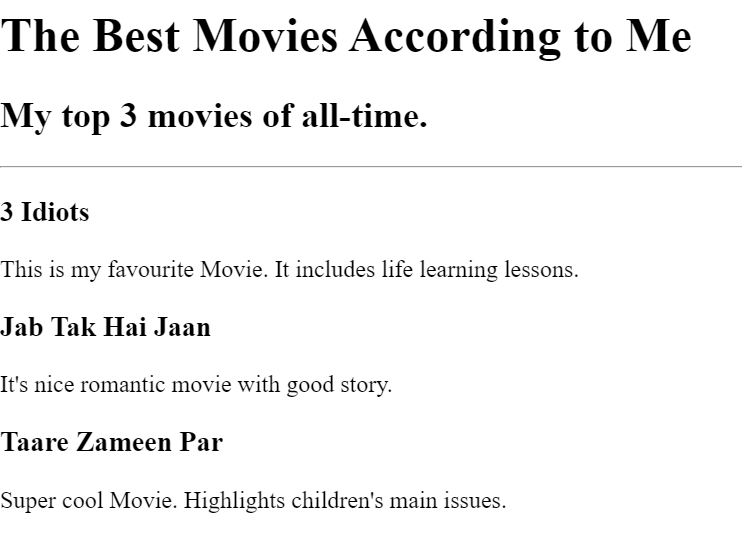 The Best Movies According to Me
My top 3 movies of all-time.
3 Idiots
This is my favourite Movie. It includes life learning lessons.
Jab Tak Hai Jaan
It's nice romantic movie with good story.
Taare Zameen Par
Super cool Movie. Highlights children's main issues.